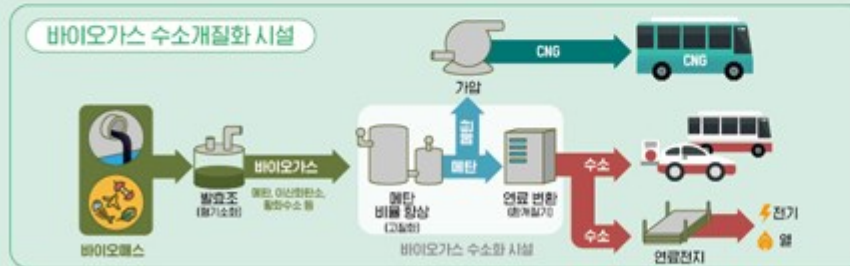 바이오가스 수소개질화 시설
CNG
CNG
가압
메탄
바이오가스
메탄
수소
메탄, 이산화탄소,
황화수소 등
발효조
(혐기소화)
메탄
비율 향상
(고질화)
연료 변환
바이오가스 수소화 시설
바이오매스
수소
전기
열
연료전지